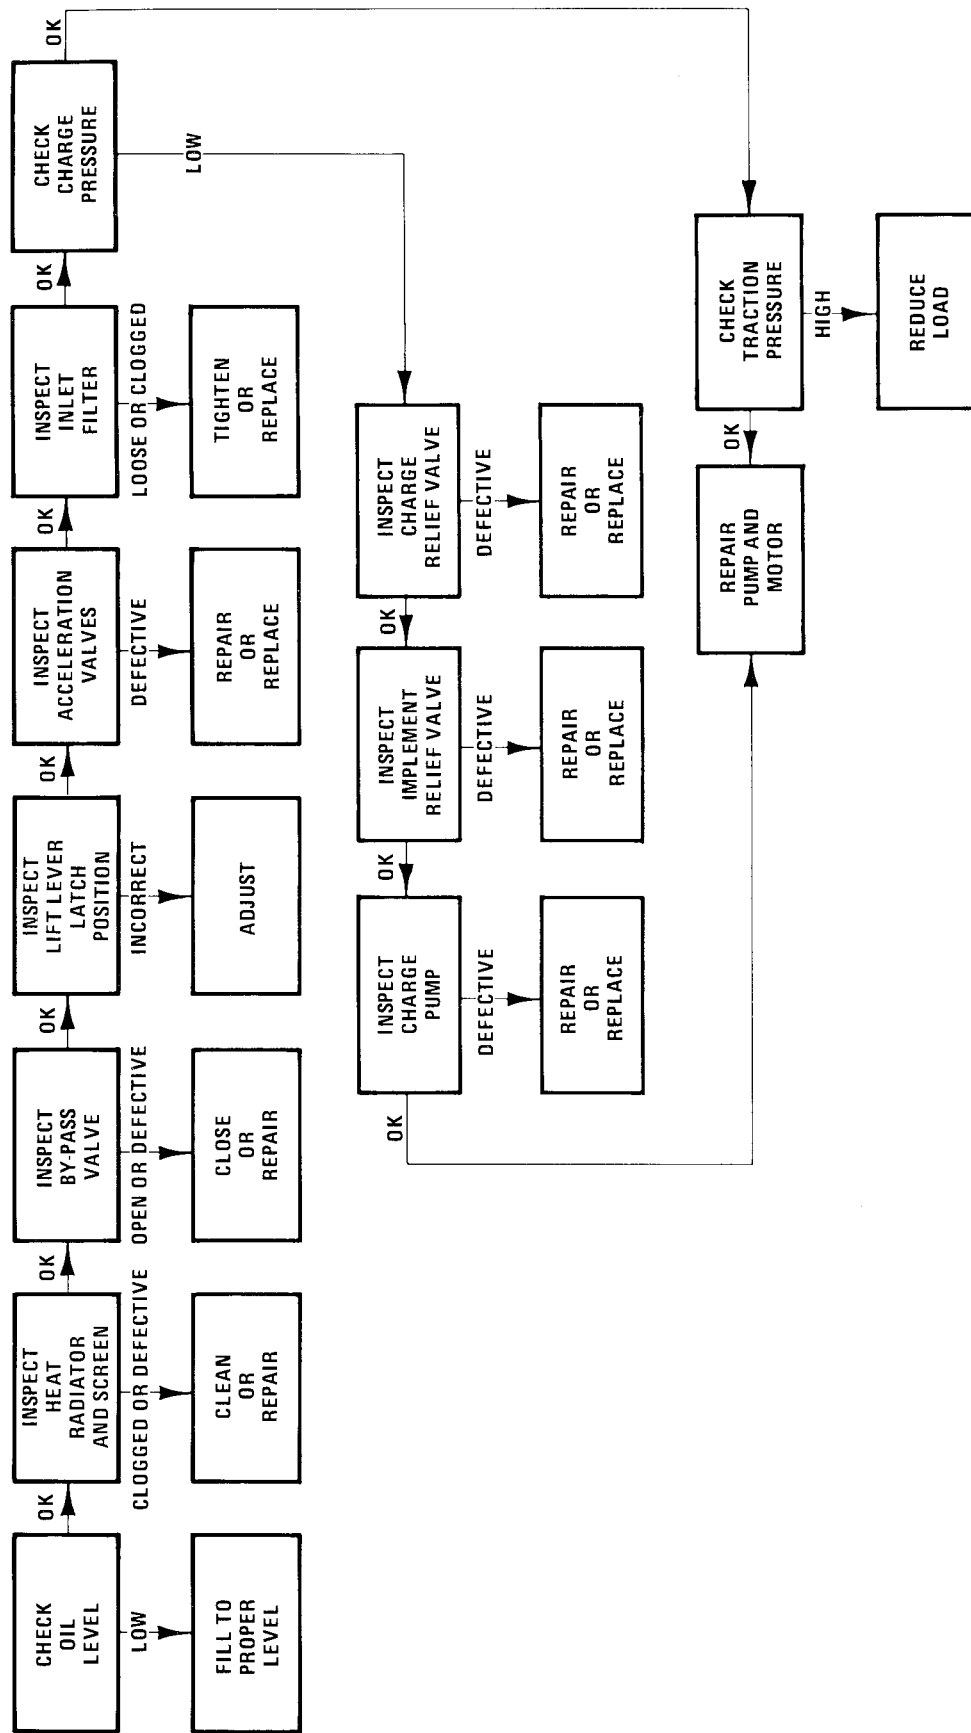 CHECK
OIL
LEVEL
OK
LOW
FILL TO
PROPER
LEVEL
INSPECT
HEAT
RADIATOR
AND SCREEN
OK
CLOGGED OR DEFECTIVE
CLEAN
OR
REPAIR
INSPECT
BY-PASS
VALVE
OK
OPEN OR DEFECTIVE
CLOSE
OR
REPAIR
INSPECT
LIFT LEVER
LATCH
POSITION
OK
INCORRECT
ADJUST
INSPECT
ACCELERATION
VALVES
OK
DEFECTIVE
REPAIR
OR
REPLACE
INSPECT
INLET
FILTER
OK
LOOSE OR CLOGGED
TIGHTEN
OR
REPLACE
CHECK
CHARGE
PRESSURE
OK
LOW
INSPECT
CHARGE
RELIEF VALVE
OK
DEFECTIVE
REPAIR
OR
REPLACE
INSPECT
IMPLEMENT
RELIEF VALVE
OK
DEFECTIVE
REPAIR
OR
REPLACE
INSPECT
CHARGE
PUMP
OK
DEFECTIVE
REPAIR
OR
REPLACE
CHECK
TRACTION
PRESSURE
OK
HIGH
REDUCE
LOAD
REPAIR
PUMP AND
MOTOR